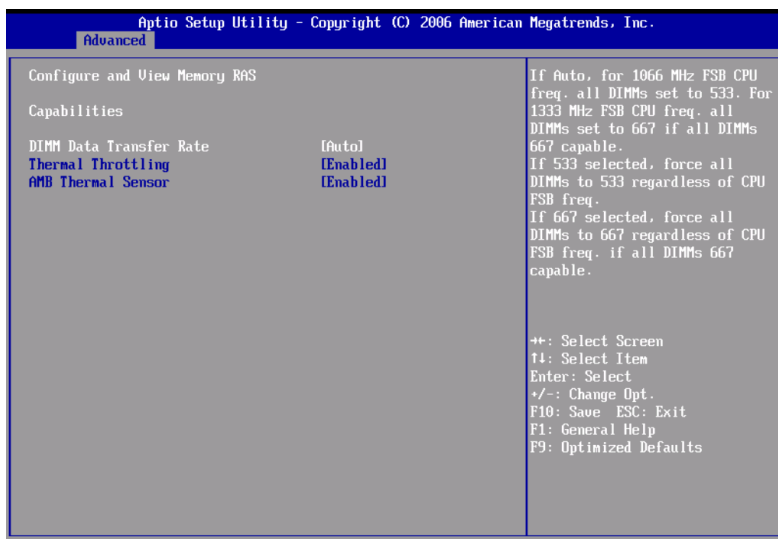 Aptio Setup Utility - Copyright (C) 2006 American Megatrends, Inc.
Advanced
Configure and View Memory RAS
Capabilities
DIMM Data Transfer Rate [Auto]
Thermal Throttling [Enabled]
AMB Thermal Sensor [Enabled]
If Auto, for 1066 MHz FSB CPU
freq. all DIMMs set to 533. For
1333 MHz FSB CPU freq. all
DIMMs set to 667 if all DIMMs
667 capable.
If 533 selected, force all
DIMMs to 533 regardless of CPU
FSB freq.
If 667 selected, force all
DIMMs to 667 regardless of CPU
FSB freq. if all DIMMs 667
capable.
→←: Select Screen
↑↓: Select Item
Enter: Select
+/-: Change Opt.
F10: Save ESC: Exit
F1: General Help
F9: Optimized Defaults